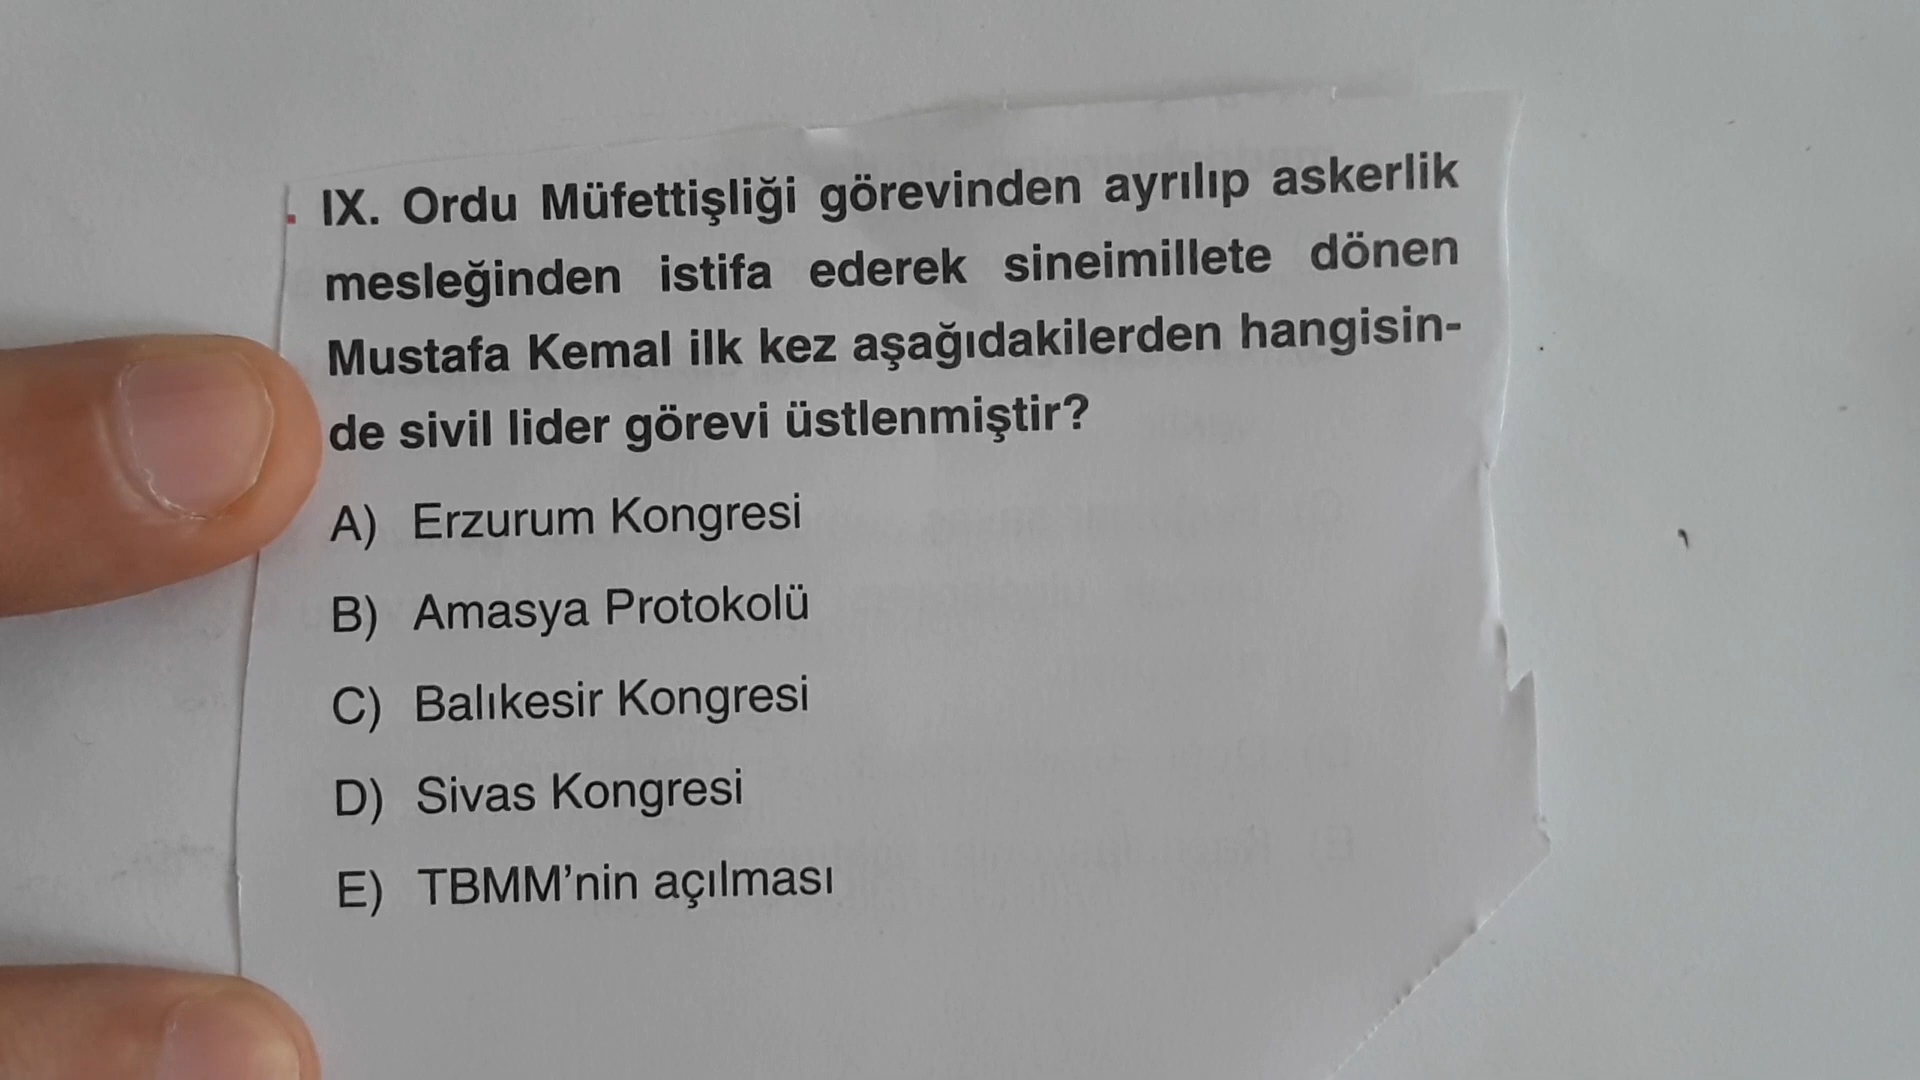 IX. Ordu Müfettişliği görevinden ayrılıp askerlik
mesleğinden istifa ederek sineimillete dönen
Mustafa Kemal ilk kez aşağıdakilerden hangisin-
de sivil lider görevi üstlenmiştir?
A) Erzurum Kongresi
B) Amasya Protokolü
C) Balıkesir Kongresi
D) Sivas Kongresi
E) TBMM’nin açılması